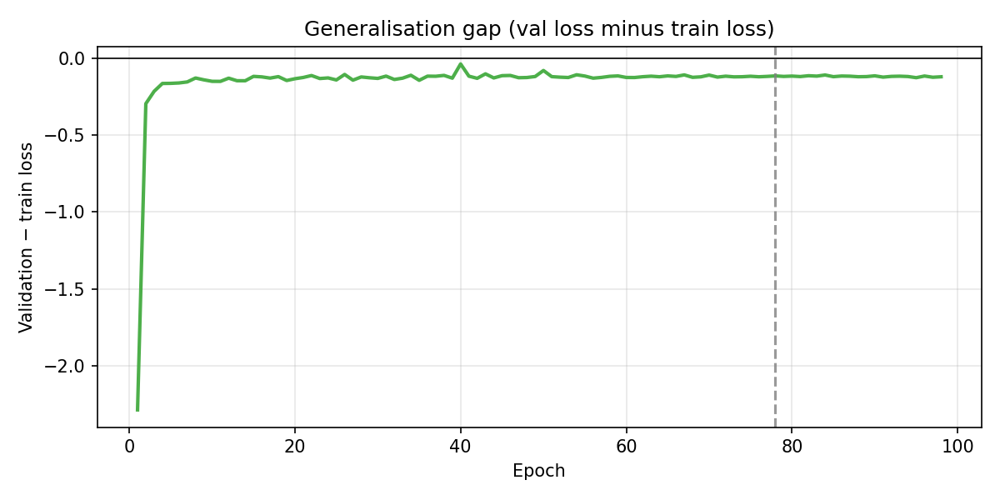 Generalisation gap (val loss minus train loss)
0.0
−0.5
−1.0
−1.5
−2.0
Validation − train loss
0 20 40 60 80 100
Epoch